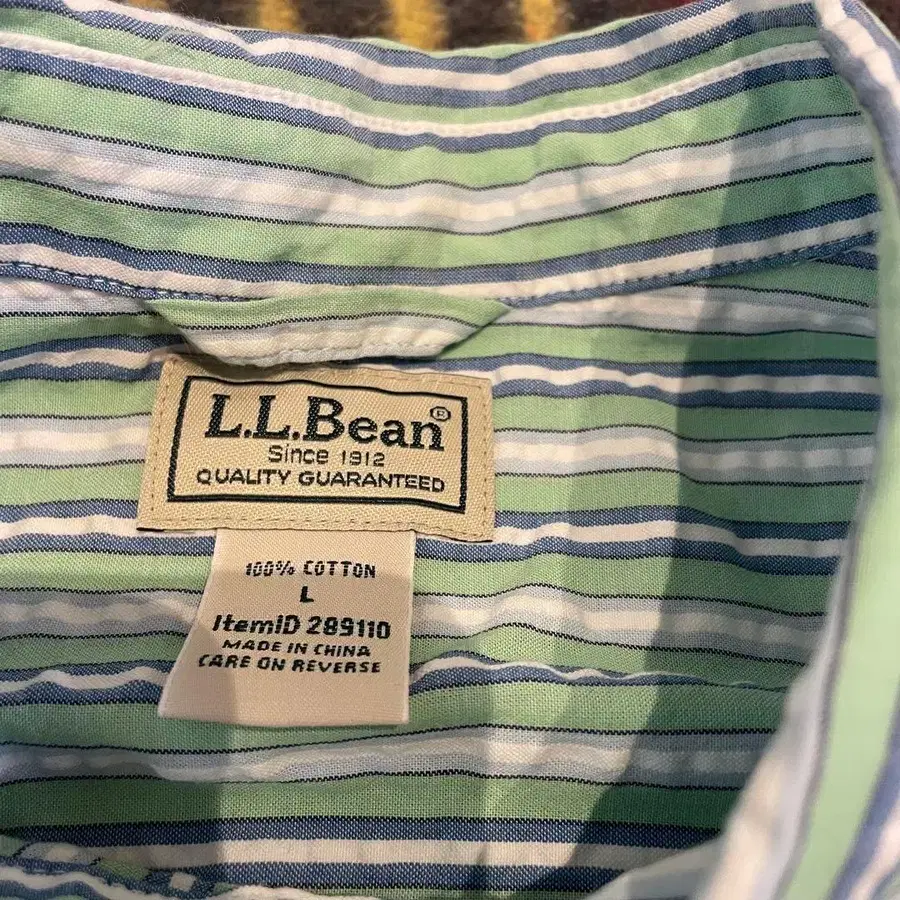 L.L.Bean®
Since 1912
QUALITY GUARANTEED
100% COTTON
L
ItemID 289110
MADE IN CHINA
CARE ON REVERSE